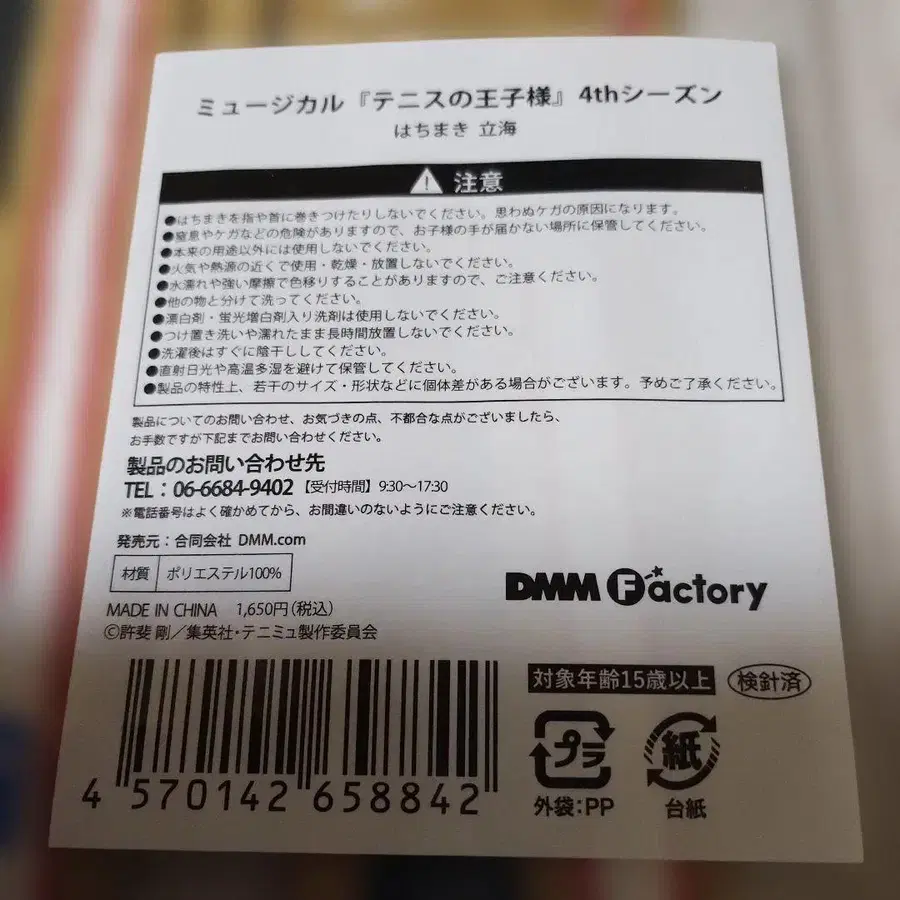 ミュージカル『テニスの王子様』4thシーズン
はちまき 立海
注意
●はちまきを指や首に巻きつけたりしないでください。思わぬケガの原因になります。
●窒息やケガなどの危険がありますので、お子様の手が届かない場所に保管してください。
●本来の用途以外には使用しないでください。
●火気や熱源の近くで使用・乾燥・放置しないでください。
●水濡れや強い摩擦で色移りすることがありますので、ご注意ください。
●他の物と分けて洗ってください。
●漂白剤・蛍光増白剤入り洗剤は使用しないでください。
●つけ置き洗いや濡れたまま長時間放置しないでください。
●洗濯後はすぐに陰干ししてください。
●直射日光や高温多湿を避けて保管してください。
●製品の特性上、若干のサイズ・形状などに個体差がある場合がございます。予めご了承ください。
製品についてのお問い合わせ、お気づきの点、不都合な点がございましたら、
お手数ですが下記までお問い合わせください。
製品のお問い合わせ先
TEL：06-6684-9402【受付時間】9:30～17:30
※電話番号はよく確かめてから、お間違いのないようにご注意ください。
発売元：合同会社 DMM.com
材質 ポリエステル100%
DMM Factory
MADE IN CHINA 1,650円(税込)
©許斐 剛／集英社・テニミュ製作委員会
対象年齢15歳以上 検針済
プラ 紙
外袋:PP 台紙
4 570142 658842